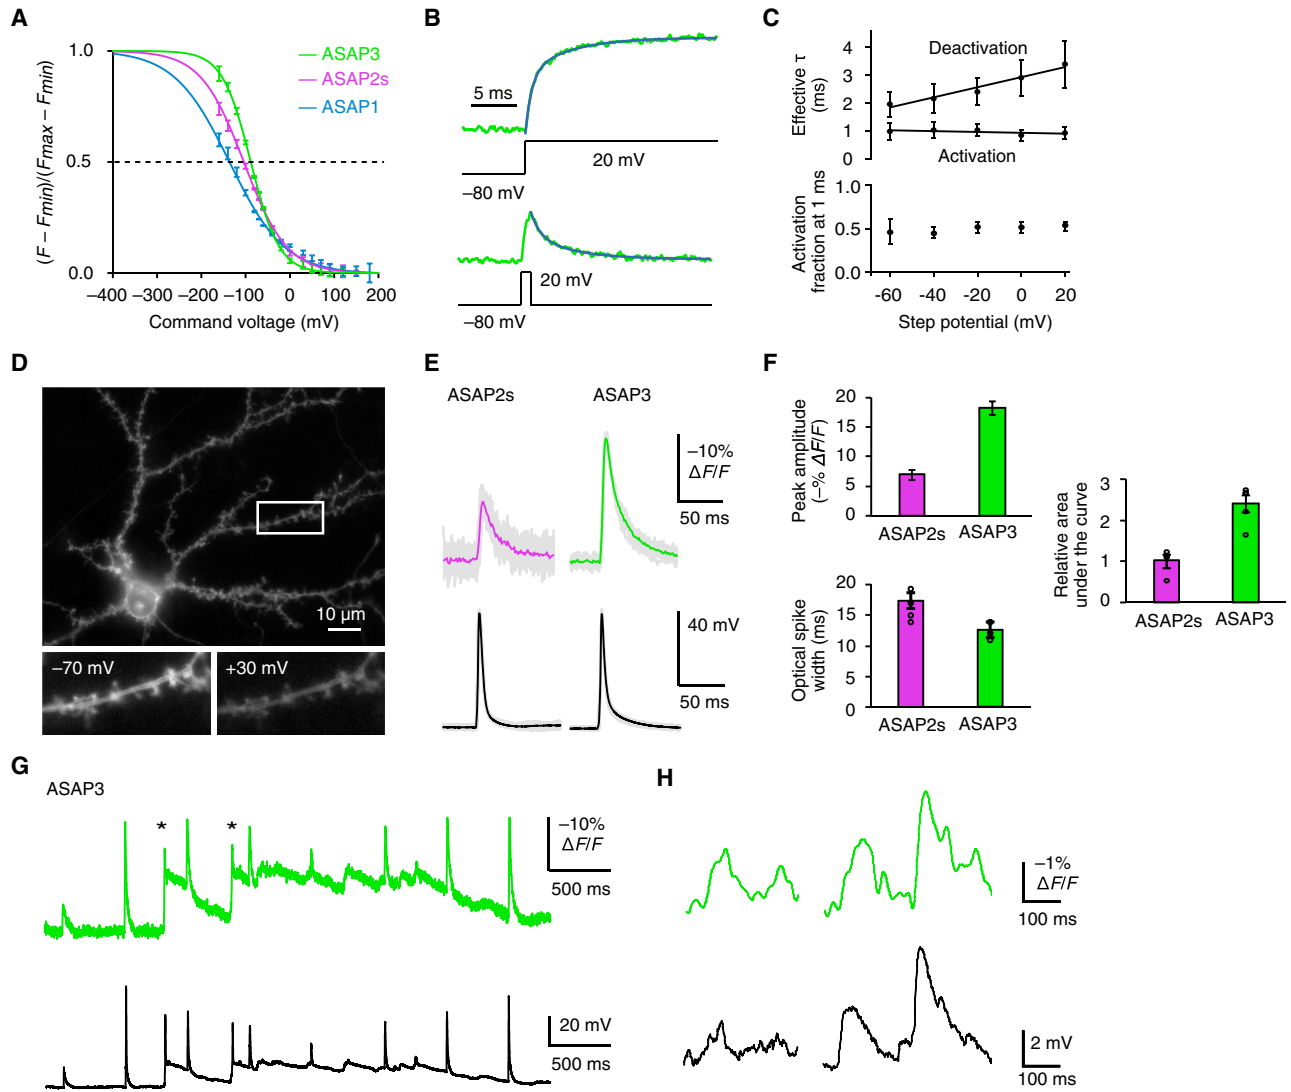 A
1.0
0.5
0.0
(F – Fmin)/(Fmax – Fmin)
ASAP3
ASAP2s
ASAP1
–400 –300 –200 –100 0 100 200
Command voltage (mV)
B
5 ms
20 mV
–80 mV
20 mV
–80 mV
C
Effective τ
(ms)
4
3
2
1
0
Deactivation
Activation
Activation
fraction at 1 ms
1.0
0.5
0.0
-60 -40 -20 0 20
Step potential (mV)
D
10 µm
–70 mV
+30 mV
E
ASAP2s
ASAP3
–10%
ΔF/F
50 ms
40 mV
50 ms
F
Peak amplitude
(–% ΔF/F)
20
15
10
5
0
ASAP2s ASAP3
Optical spike
width (ms)
20
15
10
5
0
ASAP2s ASAP3
Relative area
under the curve
3
2
1
0
ASAP2s ASAP3
G
ASAP3
* *
–10%
ΔF/F
500 ms
20 mV
500 ms
H
–1%
ΔF/F
100 ms
2 mV
100 ms